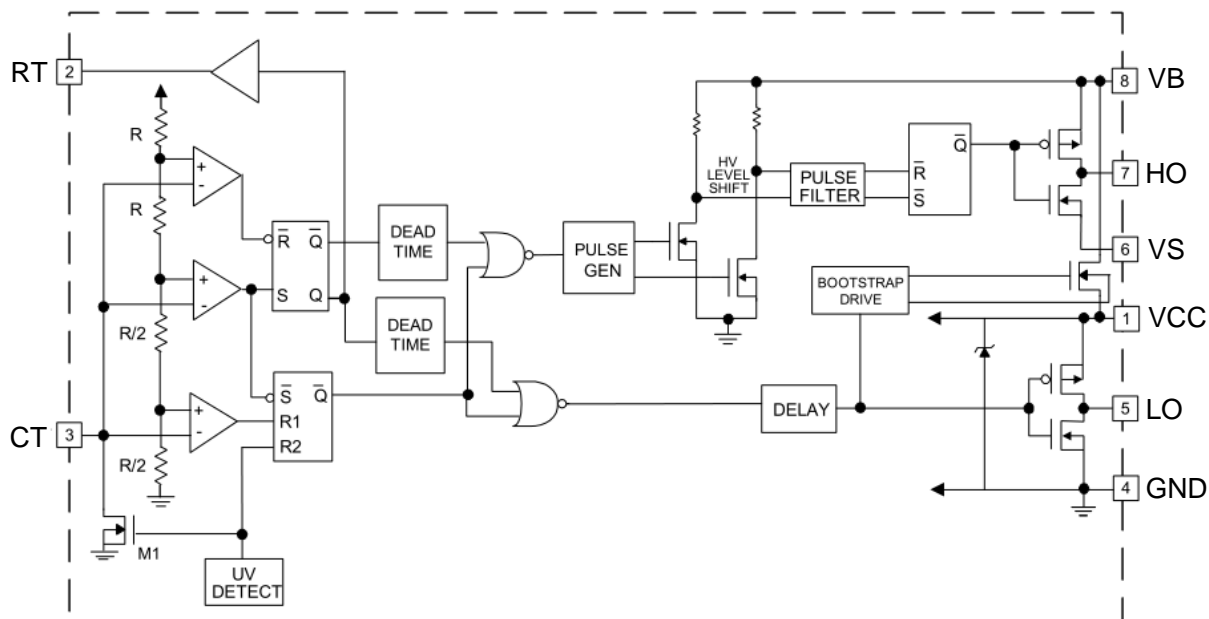 RT 2
8 VB
R
HV
LEVEL
SHIFT
PULSE
FILTER
R̅
S̅
Q̅
7 HO
R
DEAD
TIME
PULSE
GEN
R̅ Q̅
S Q
6 VS
BOOTSTRAP
DRIVE
R/2
DEAD
TIME
1 VCC
S̅ Q̅
R1
R2
DELAY
5 LO
CT 3
R/2
4 GND
M1
UV
DETECT
+
-
+
-
+
-